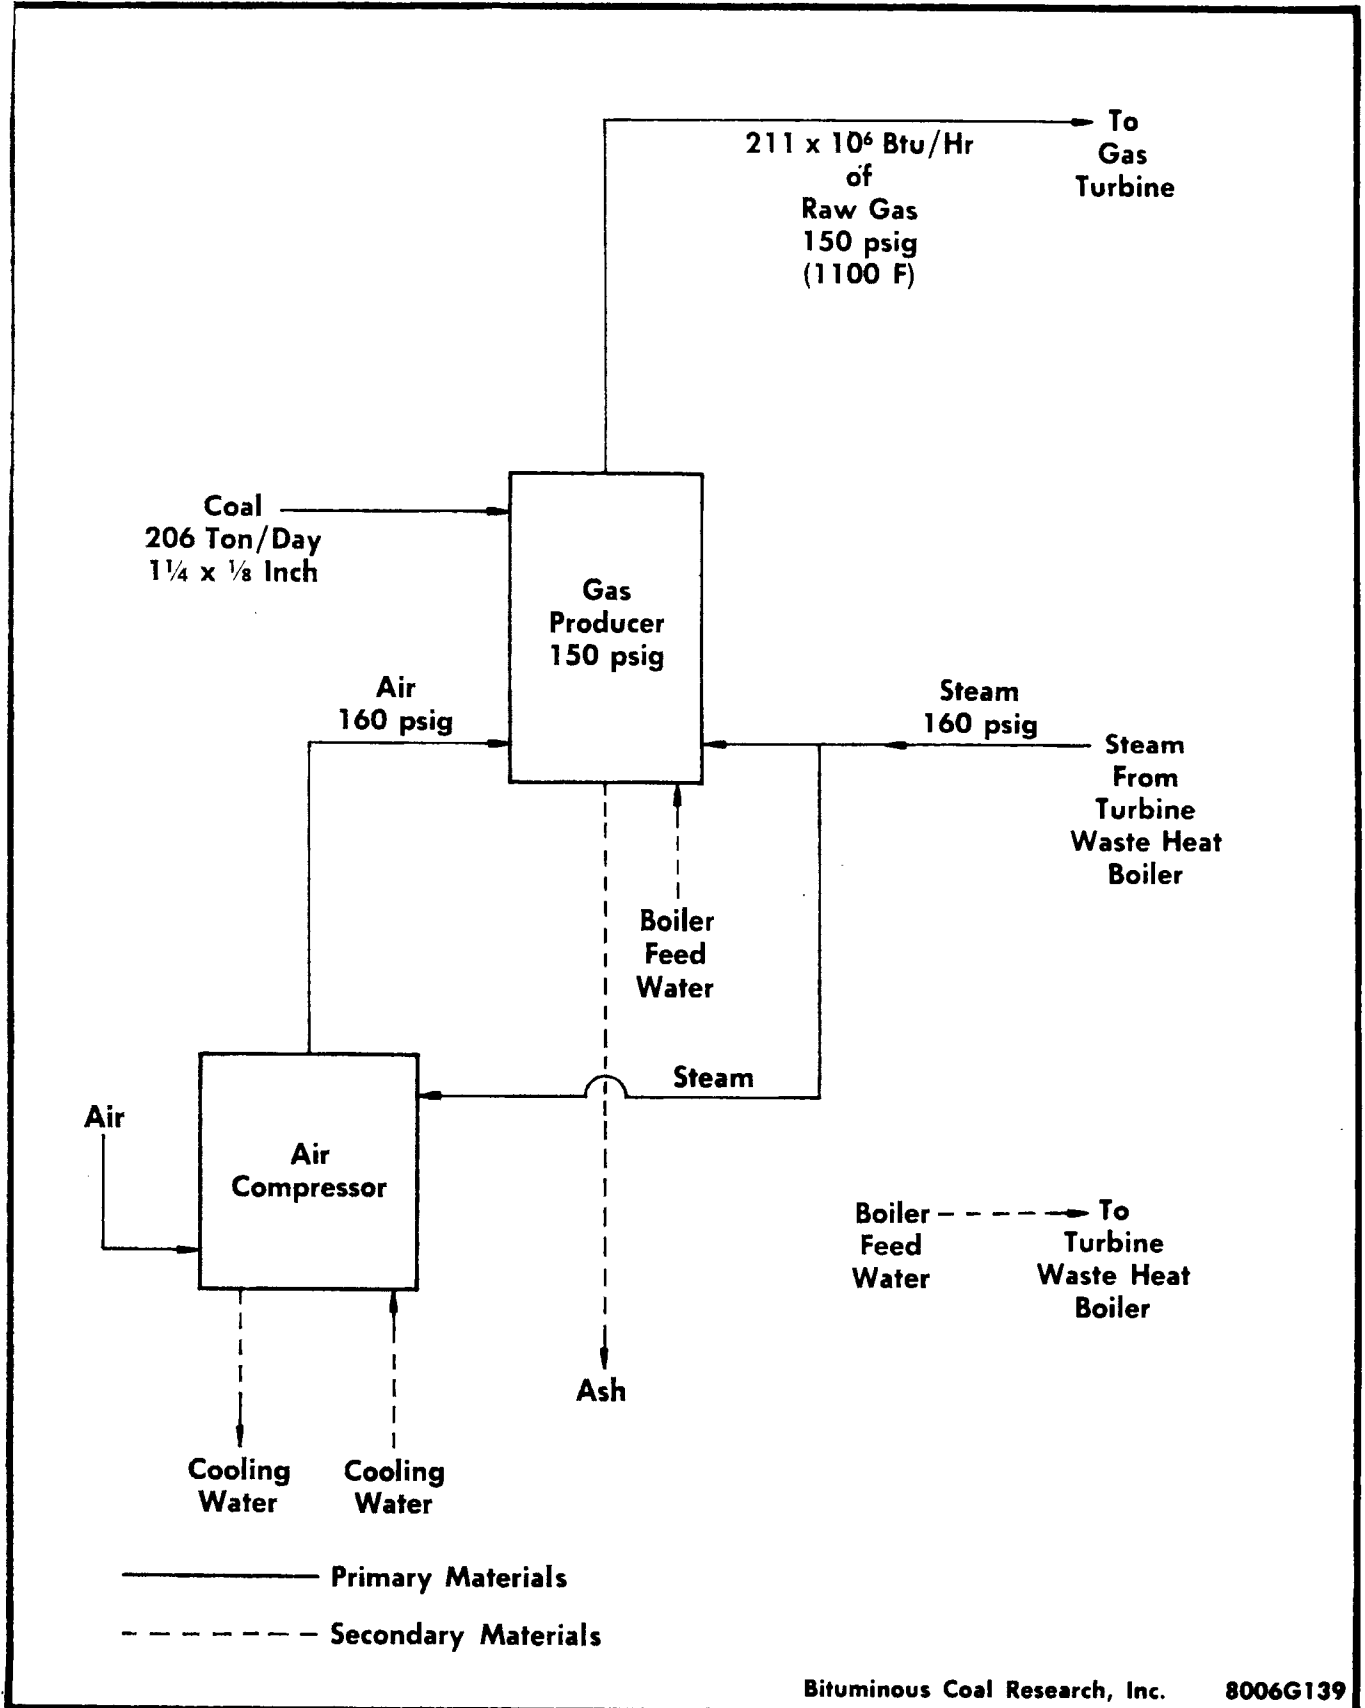 To
Gas
Turbine
211 x 10⁶ Btu/Hr
of
Raw Gas
150 psig
(1100 F)
Coal
206 Ton/Day
1¼ x ⅛ Inch
Gas
Producer
150 psig
Air
160 psig
Steam
160 psig
Steam
From
Turbine
Waste Heat
Boiler
Boiler
Feed
Water
Steam
Air
Air
Compressor
Boiler
Feed
Water
To
Turbine
Waste Heat
Boiler
Ash
Cooling
Water
Cooling
Water
Primary Materials
Secondary Materials
Bituminous Coal Research, Inc. 8006G139